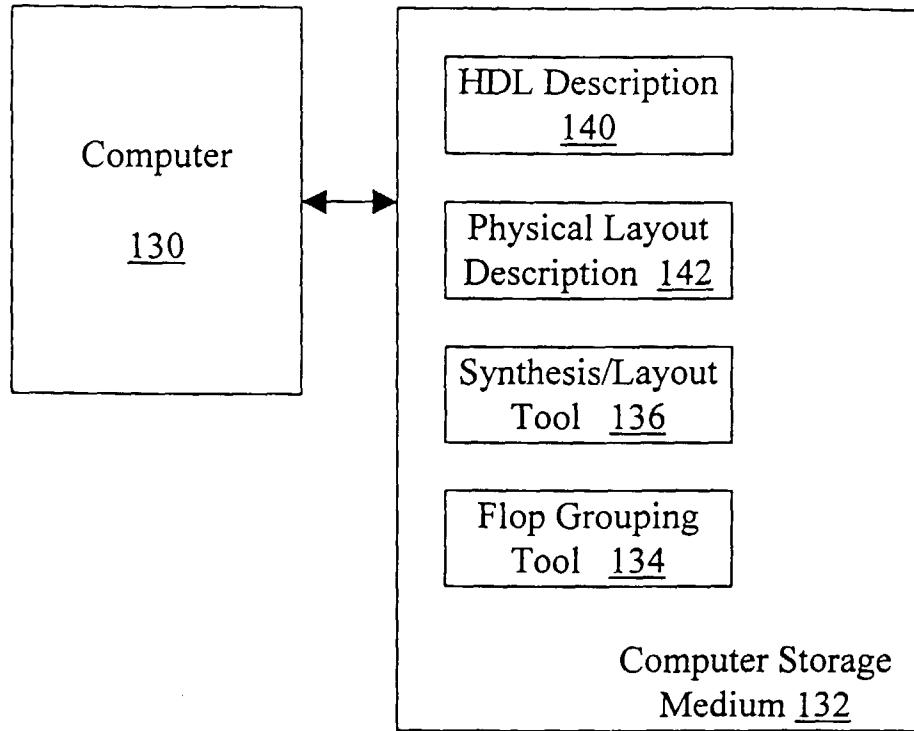 Computer
130
HDL Description
140
Physical Layout
Description 142
Synthesis/Layout
Tool 136
Flop Grouping
Tool 134
Computer Storage
Medium 132